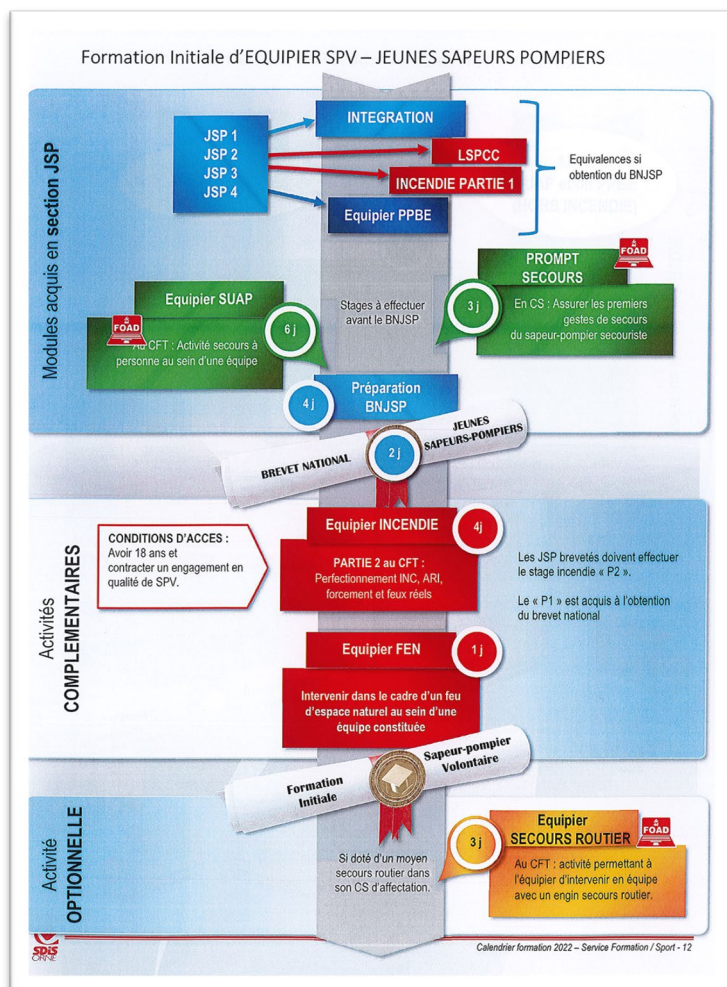 Formation Initiale d'EQUIPIER SPV – JEUNES SAPEURS POMPIERS
Modules acquis en section JSP
JSP 1
JSP 2
JSP 3
JSP 4
INTEGRATION
LSPCC
INCENDIE PARTIE 1
Equipier PPBE
Equivalences si
obtention du BNJSP
Equipier SUAP
FOAD
6 j
Au CFT : Activité secours à
personne au sein d'une équipe
Stages à effectuer
avant le BNJSP
PROMPT
SECOURS
FOAD
3 j
En CS : Assurer les premiers
gestes de secours
du sapeur-pompier secouriste
4 j
Préparation
BNJSP
BREVET NATIONAL
2 j
JEUNES
SAPEURS-POMPIERS
Activités
COMPLEMENTAIRES
CONDITIONS D'ACCES :
Avoir 18 ans et
contracter un engagement en
qualité de SPV.
Equipier INCENDIE
4j
PARTIE 2 au CFT :
Perfectionnement INC, ARI,
forcement et feux réels
Les JSP brevetés doivent effectuer
le stage incendie « P2 ».
Le « P1 » est acquis à l'obtention
du brevet national
Equipier FEN
1 j
Intervenir dans le cadre d'un feu
d'espace naturel au sein d'une
équipe constituée
Formation
Initiale
Sapeur-pompier
Volontaire
Activité
OPTIONNELLE
Si doté d'un moyen
secours routier dans
son CS d'affectation.
3 j
Equipier
SECOURS ROUTIER
FOAD
Au CFT : activité permettant à
l'équipier d'intervenir en équipe
avec un engin secours routier.
SDIS
ORNE
Calendrier formation 2022 – Service Formation / Sport - 12